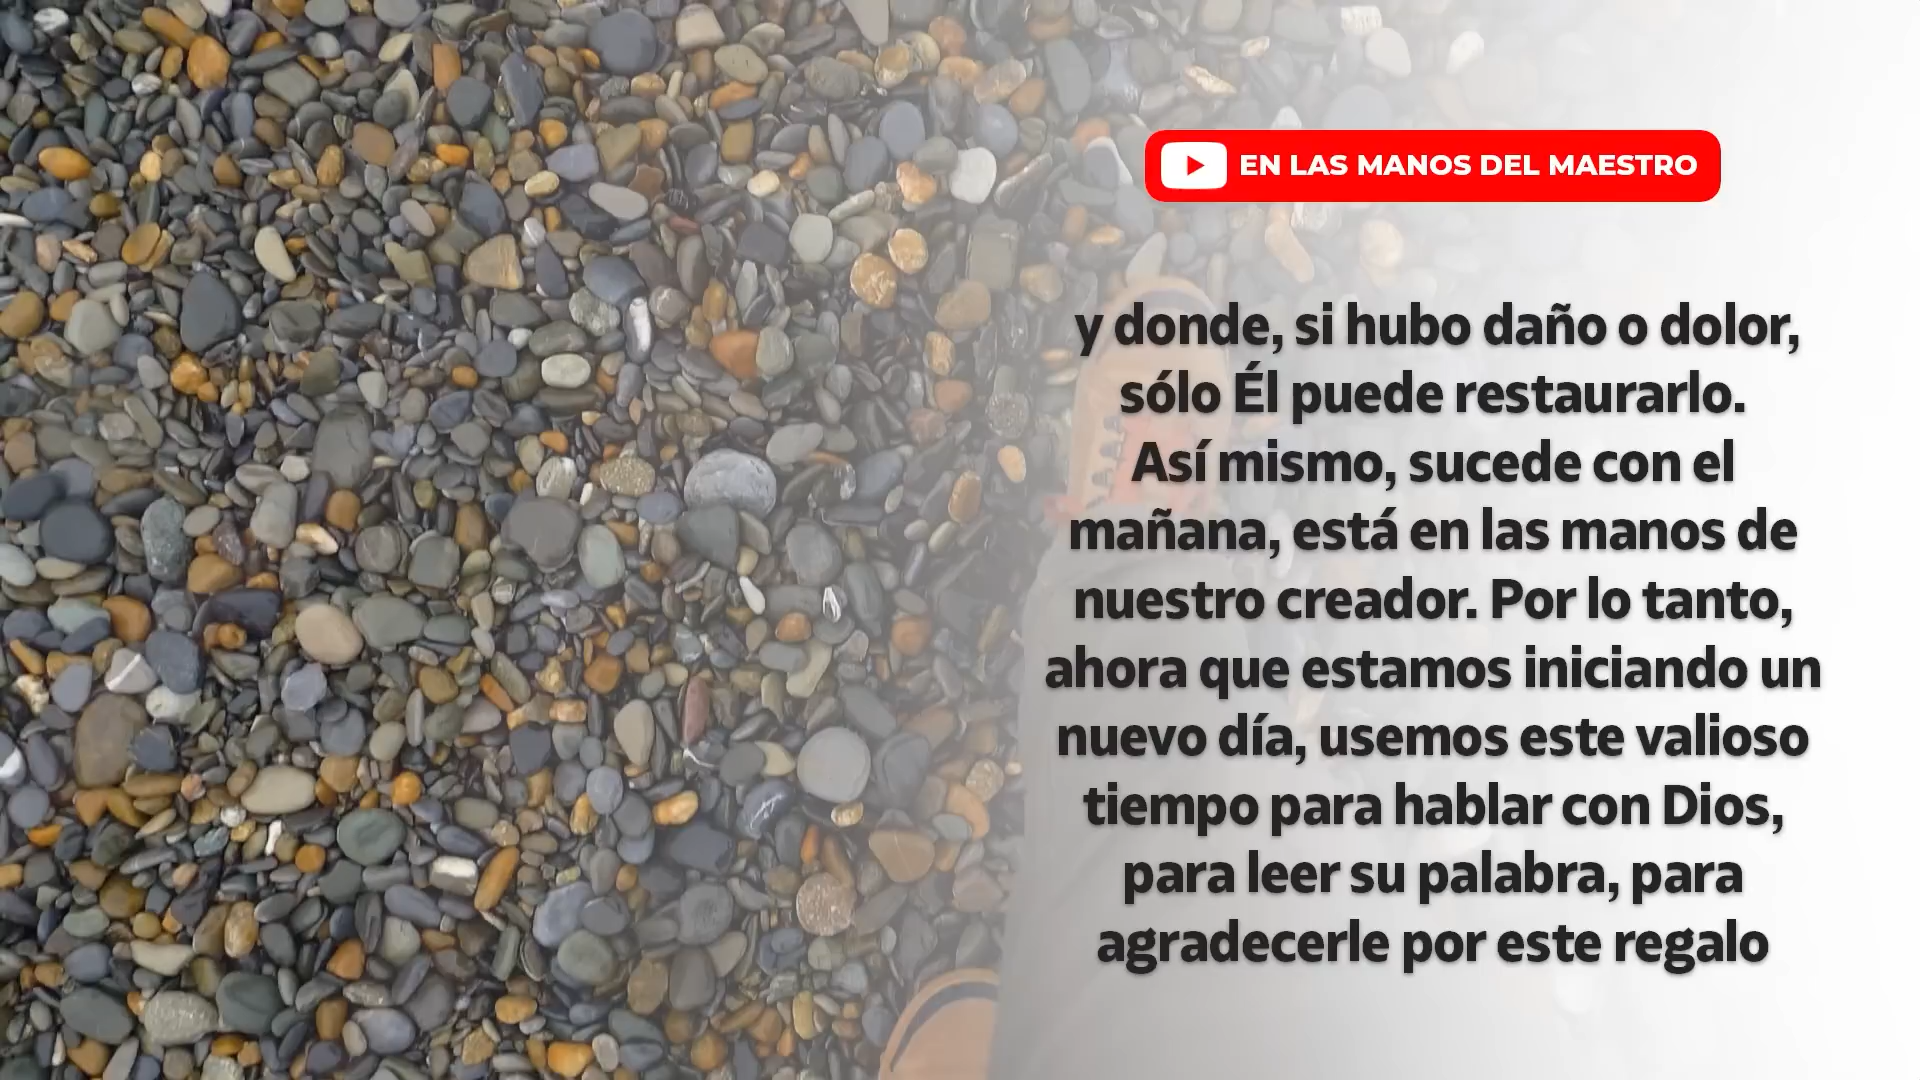 EN LAS MANOS DEL MAESTRO
y donde, si hubo daño o dolor,
sólo Él puede restaurarlo.
Así mismo, sucede con el
mañana, está en las manos de
nuestro creador. Por lo tanto,
ahora que estamos iniciando un
nuevo día, usemos este valioso
tiempo para hablar con Dios,
para leer su palabra, para
agradecerle por este regalo